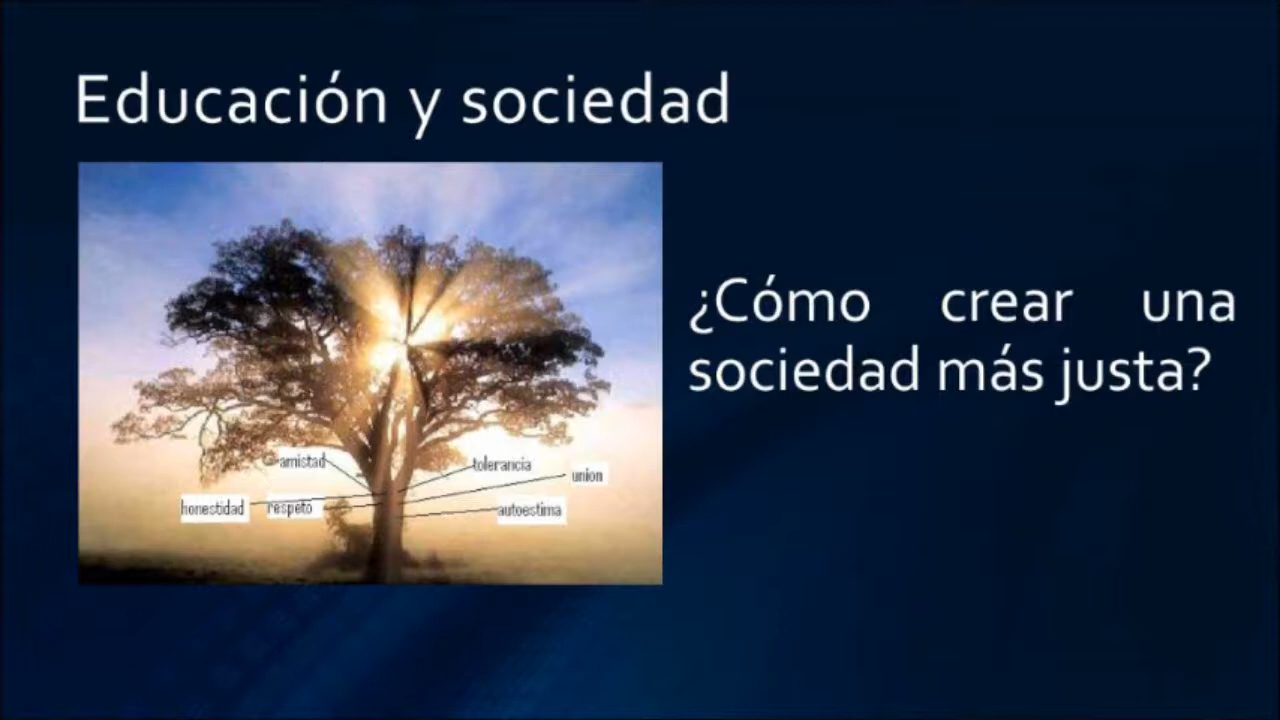 Educación y sociedad
¿Cómo crear una
sociedad más justa?
amistad
tolerancia
union
honestidad
respeto
autoestima